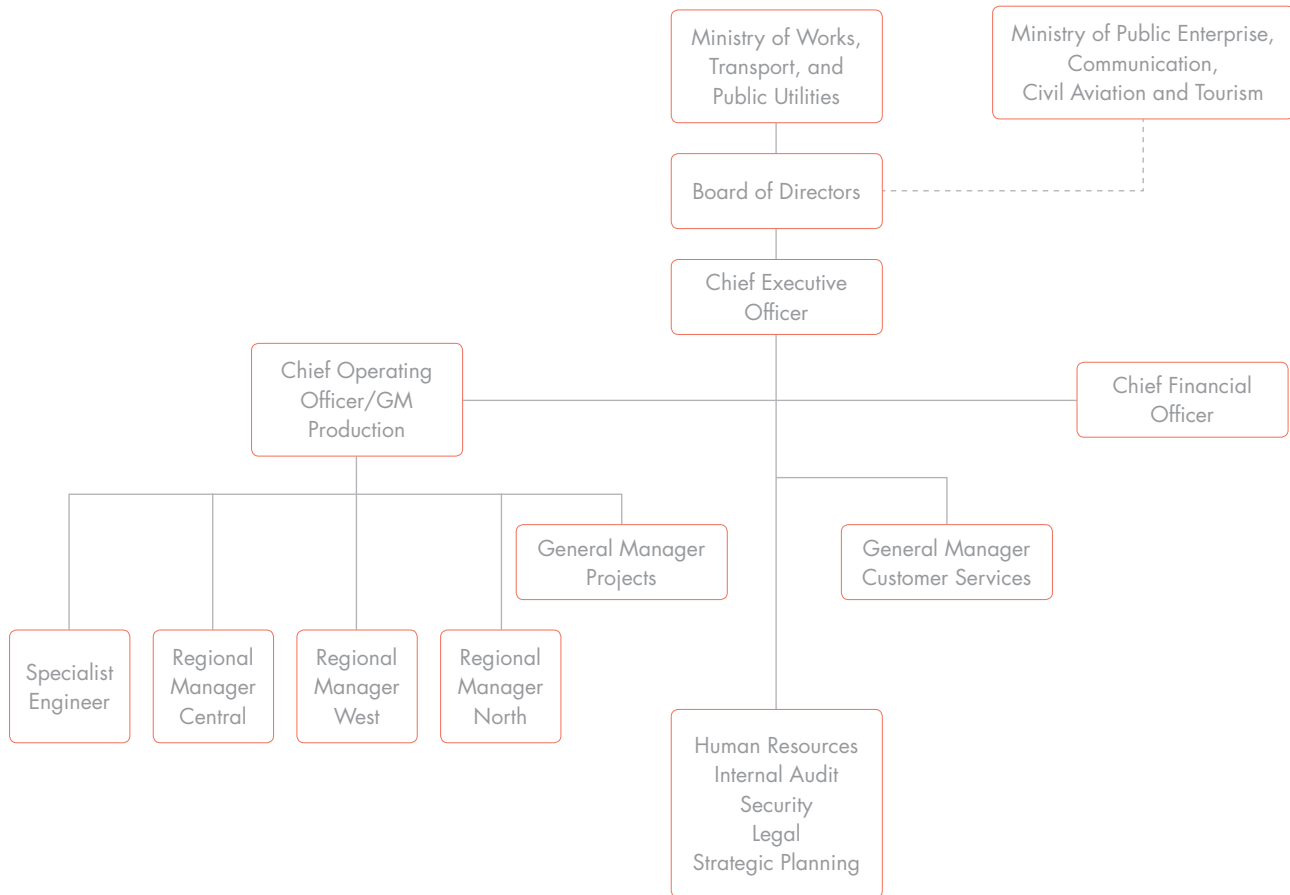 Ministry of Works,
Transport, and
Public Utilities
Ministry of Public Enterprise,
Communication,
Civil Aviation and Tourism
Board of Directors
Chief Executive
Officer
Chief Operating
Officer/GM
Production
Chief Financial
Officer
General Manager
Projects
General Manager
Customer Services
Specialist
Engineer
Regional
Manager
Central
Regional
Manager
West
Regional
Manager
North
Human Resources
Internal Audit
Security
Legal
Strategic Planning